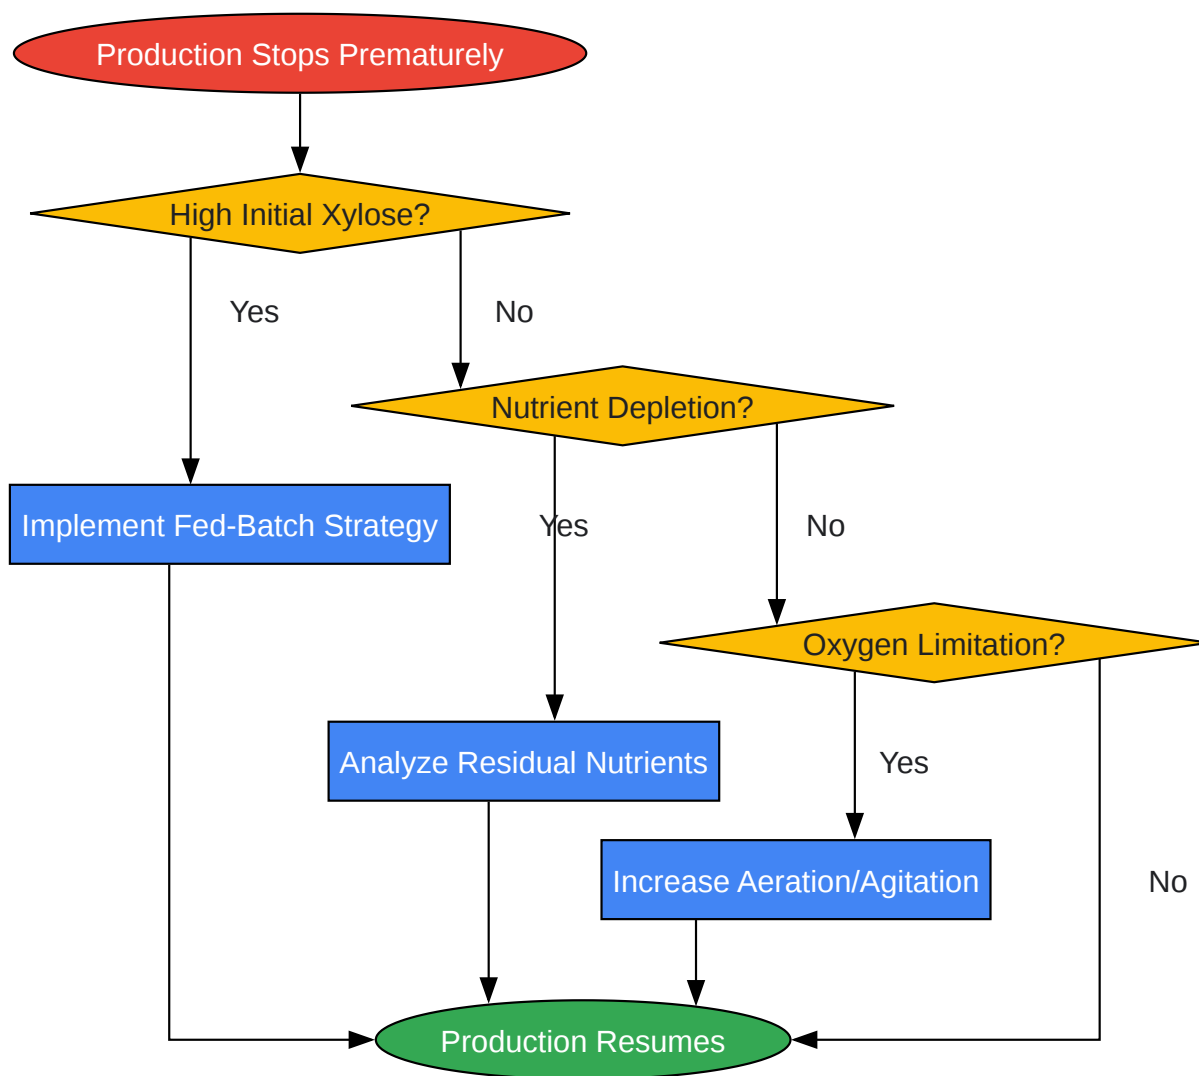 Production Stops Prematurely
High Initial Xylose?
Yes
No
Nutrient Depletion?
Implement Fed-Batch Strategy
Yes
No
Oxygen Limitation?
Analyze Residual Nutrients
Yes
Increase Aeration/Agitation
No
Production Resumes